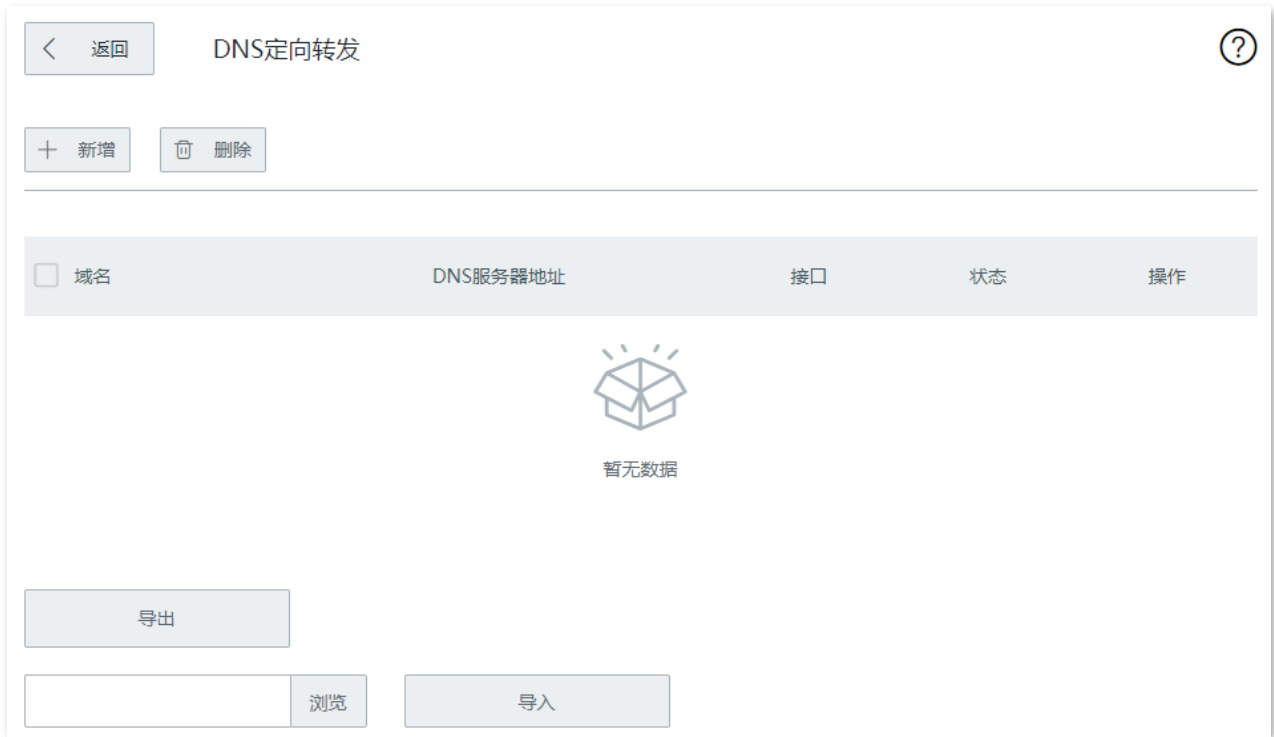 返回 DNS定向转发
新增 删除
域名 DNS服务器地址 接口 状态 操作
暂无数据
导出
浏览 导入